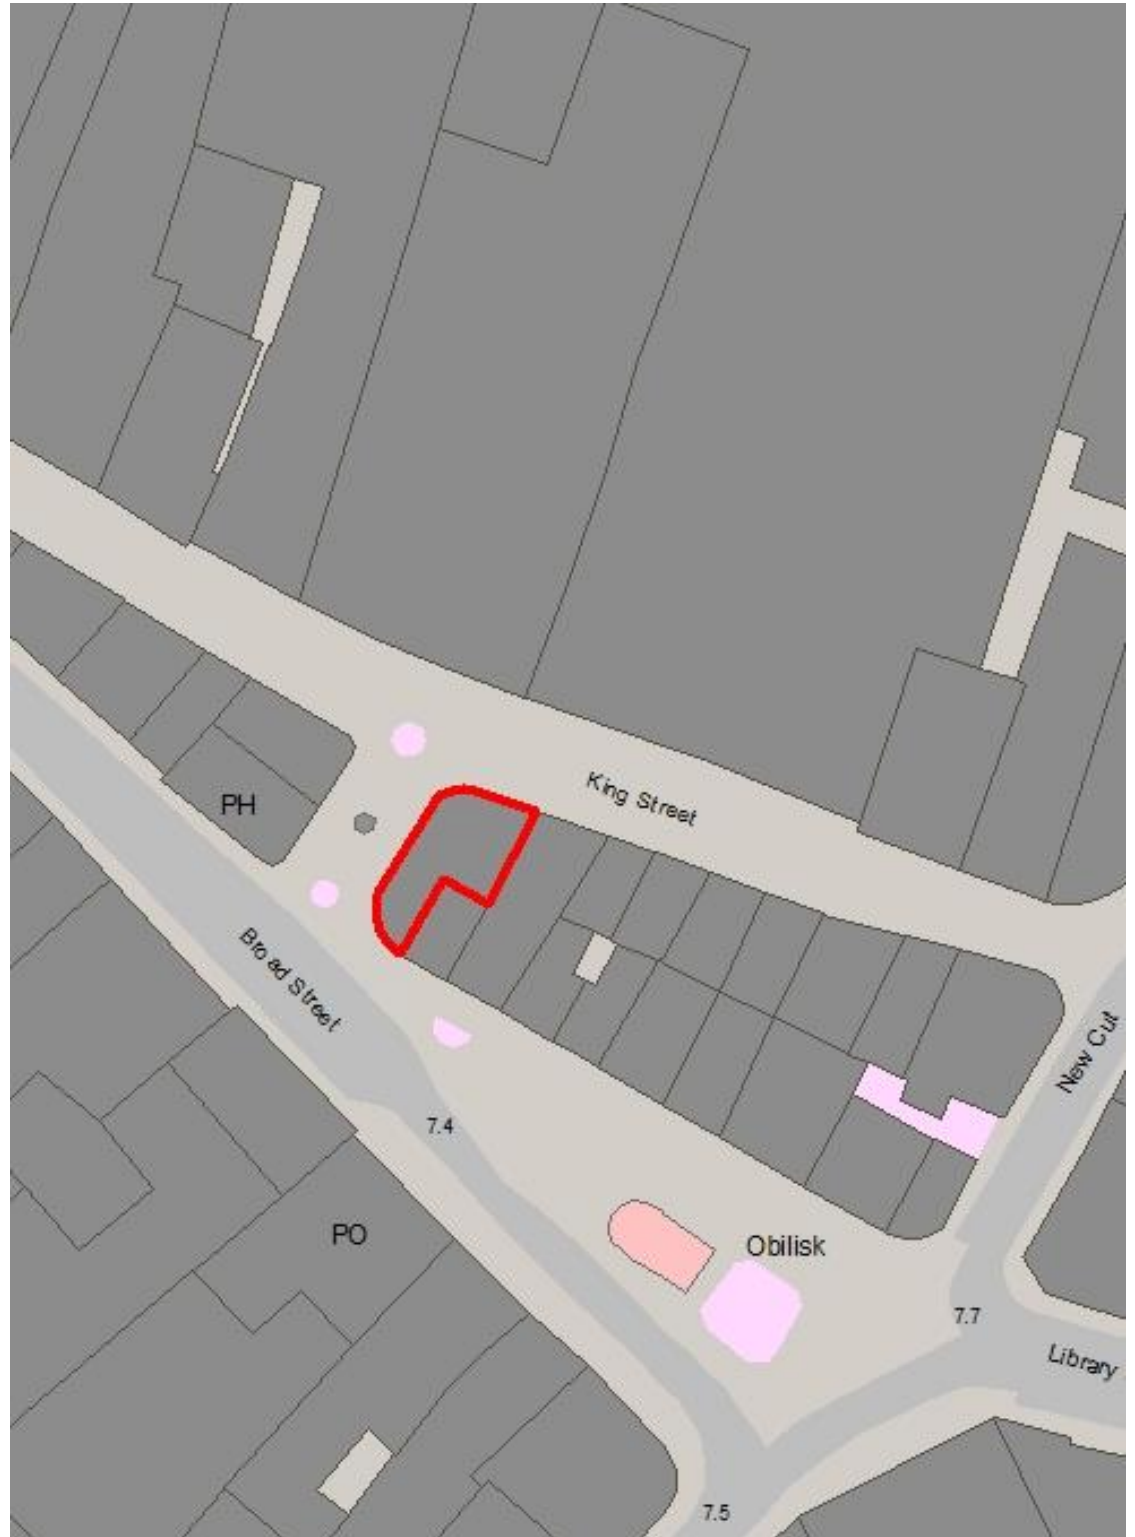 King Street
PH
Broad Street
New Cut
7.4
PO
Obilisk
7.7
Library
7.5